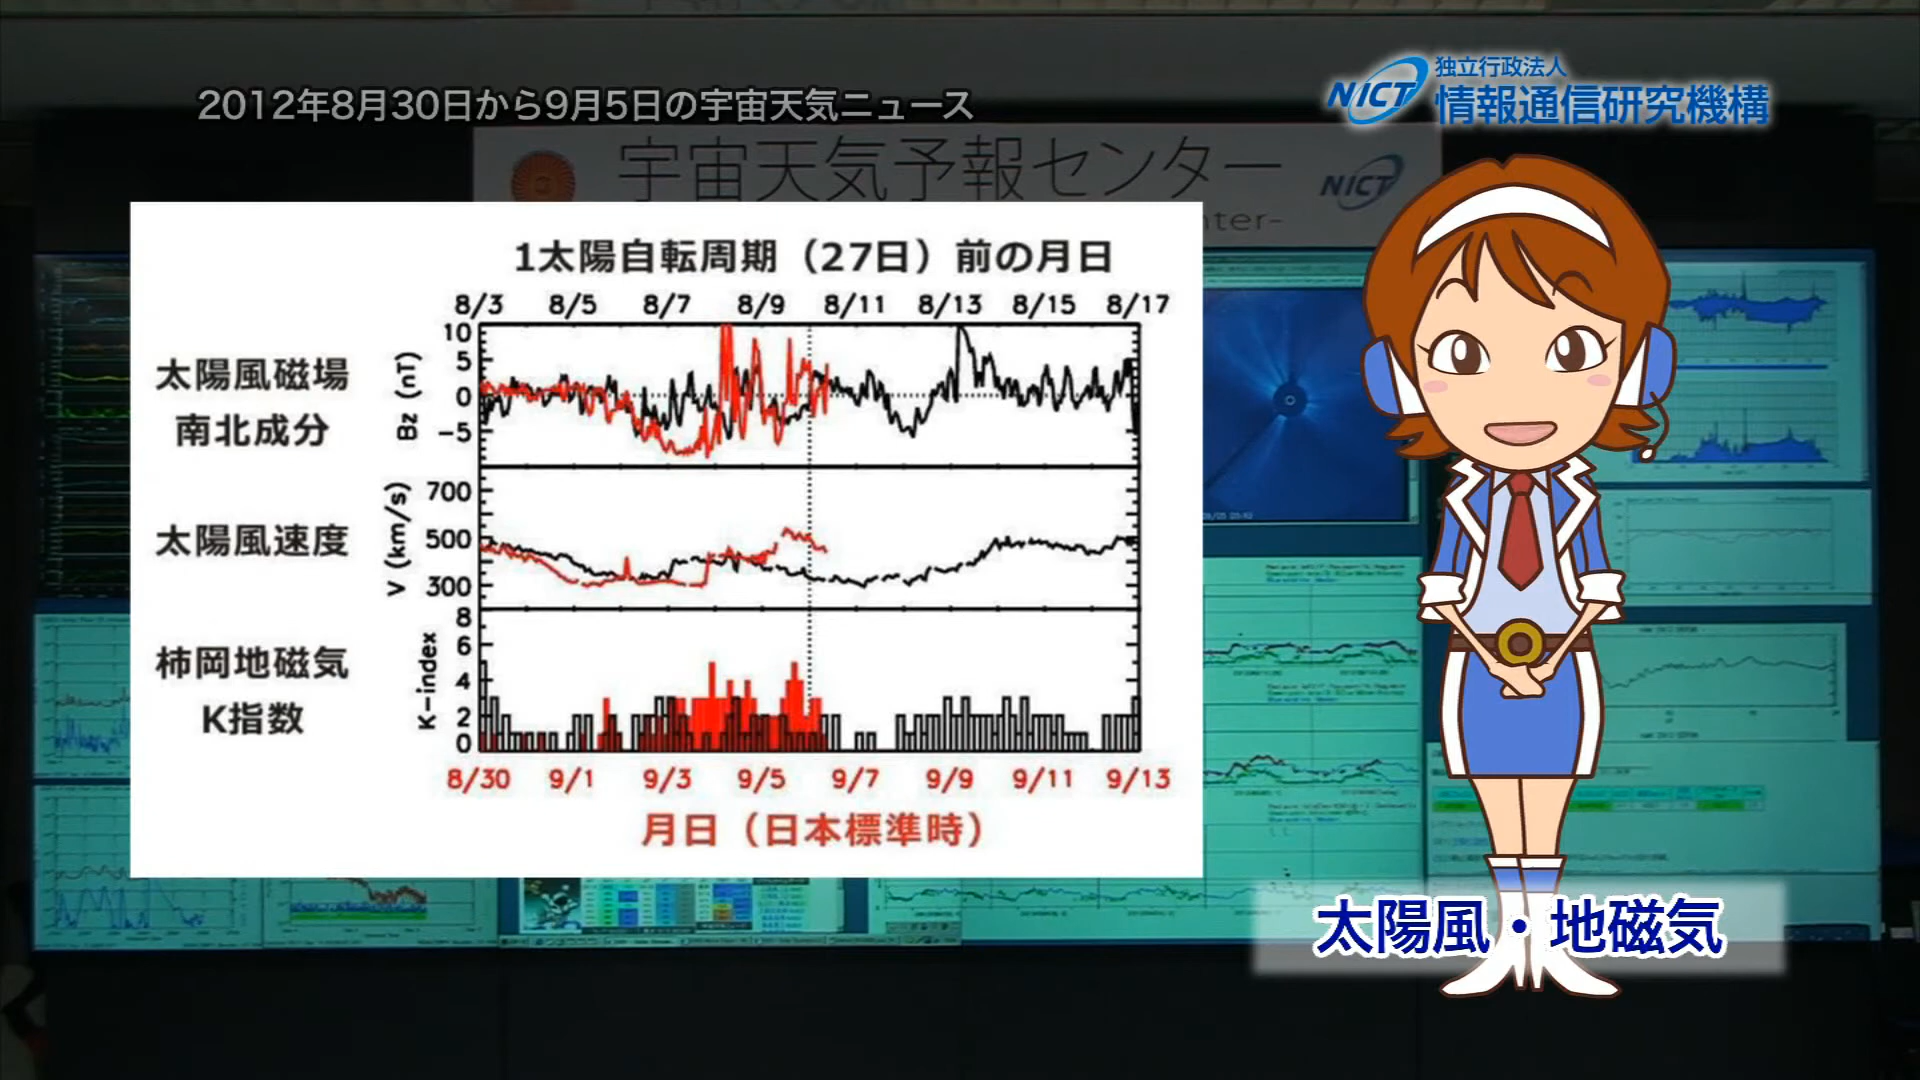 2012年8月30日から9月5日の宇宙天気ニュース
NICT
独立行政法人
情報通信研究機構
宇宙天気予報センター
NICT
nter-
1太陽自転周期（27日）前の月日
8/3 8/5 8/7 8/9 8/11 8/13 8/15 8/17
太陽風磁場
南北成分
Bz (nT)
10
5
0
-5
太陽風速度
V (km/s)
700
500
300
柿岡地磁気
K指数
K-index
8
6
4
2
0
8/30 9/1 9/3 9/5 9/7 9/9 9/11 9/13
月日（日本標準時）
太陽風・地磁気